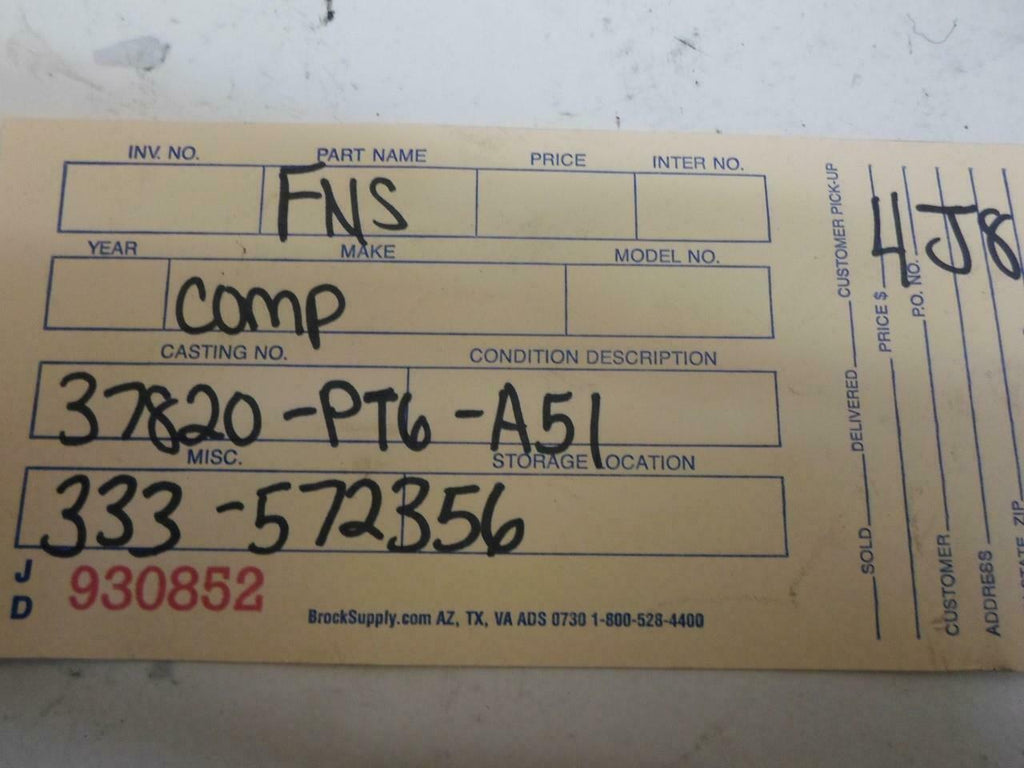 INV. NO. PART NAME PRICE INTER NO.
FNS
YEAR MAKE MODEL NO.
comp
CASTING NO. CONDITION DESCRIPTION
37820-PT6-A51
MISC. STORAGE LOCATION
333-572356
J D 930852
BrockSupply.com AZ, TX, VA ADS 0730 1-800-528-4400
SOLD DELIVERED CUSTOMER PICK-UP
PRICE $
P.O. NO.
CUSTOMER
ADDRESS
STATE, ZIP
4J8